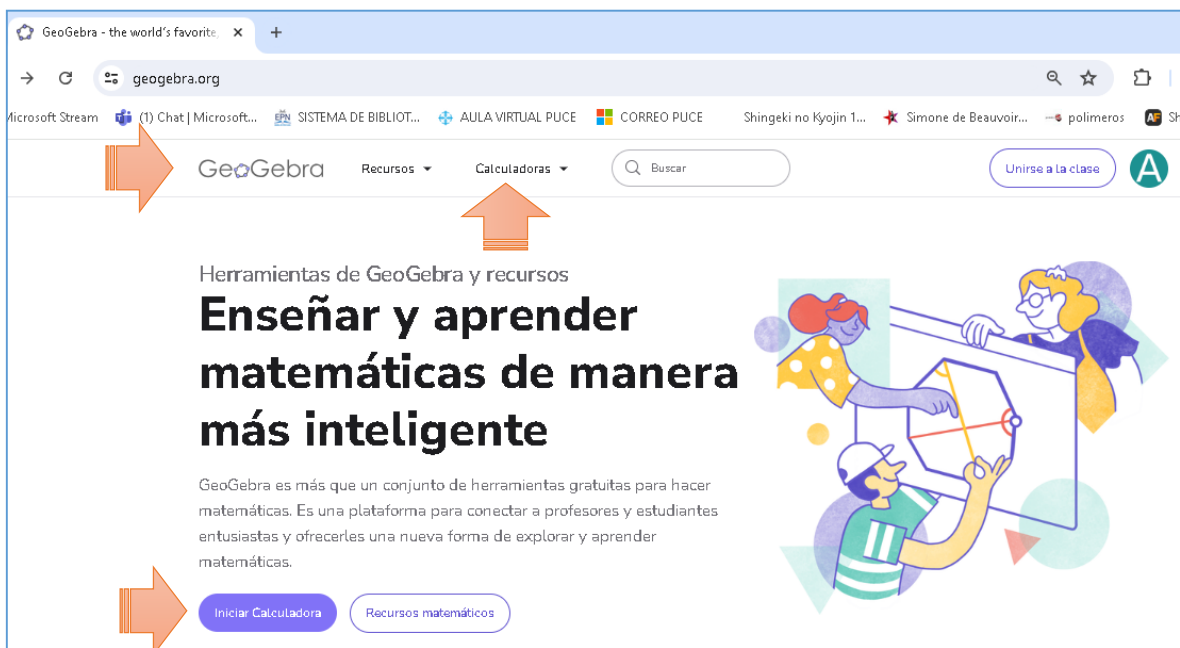 GeoGebra - the world's favorite,
geogebra.org
Microsoft Stream (1) Chat | Microsoft... EPN SISTEMA DE BIBLIOT... AULA VIRTUAL PUCE CORREO PUCE Shingeki no Kyojin 1... Simone de Beauvoir... polimeros AF Sh
GeoGebra Recursos Calculadoras Buscar Unirse a la clase A
Herramientas de GeoGebra y recursos
Enseñar y aprender
matemáticas de manera
más inteligente
GeoGebra es más que un conjunto de herramientas gratuitas para hacer
matemáticas. Es una plataforma para conectar a profesores y estudiantes
entusiastas y ofrecerles una nueva forma de explorar y aprender
matemáticas.
Iniciar Calculadora Recursos matemáticos